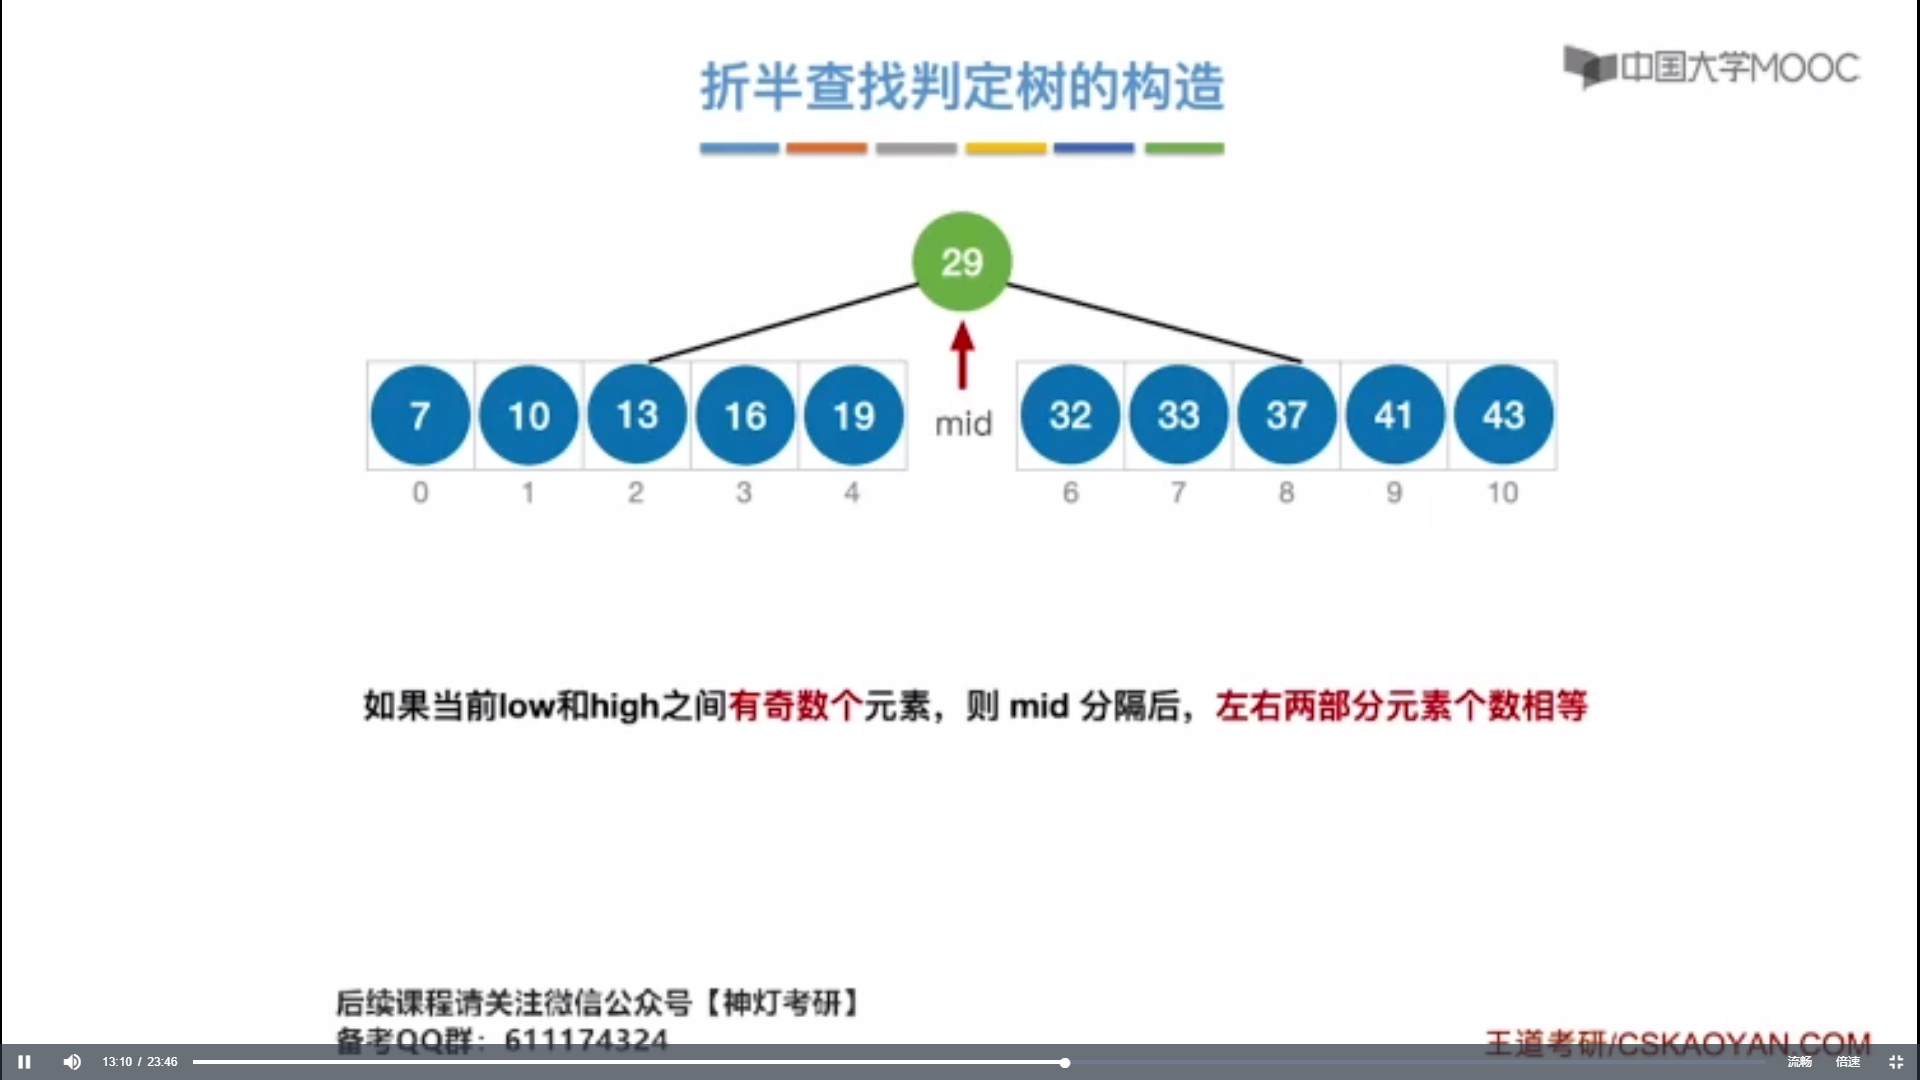 折半查找判定树的构造
中国大学MOOC
29
7 10 13 16 19 mid 32 33 37 41 43
0 1 2 3 4 6 7 8 9 10
如果当前low和high之间有奇数个元素，则 mid 分隔后，左右两部分元素个数相等
后续课程请关注微信公众号【神灯考研】
备考QQ群：611174324
王道考研/CSKAOYAN.COM
13:10 / 23:46 流畅 倍速